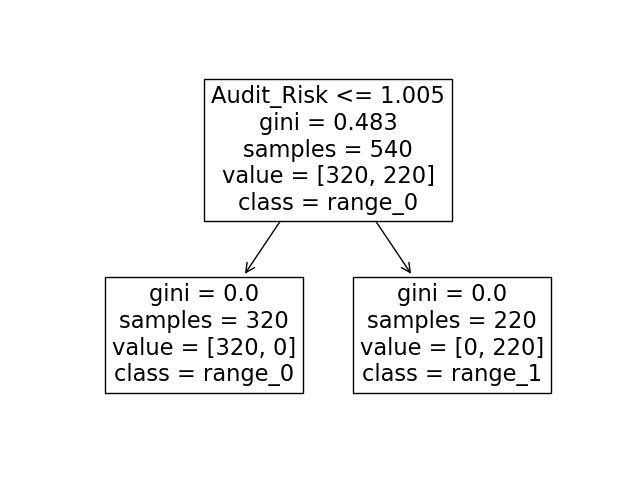 Audit_Risk <= 1.005
gini = 0.483
samples = 540
value = [320, 220]
class = range_0
gini = 0.0
samples = 320
value = [320, 0]
class = range_0
gini = 0.0
samples = 220
value = [0, 220]
class = range_1